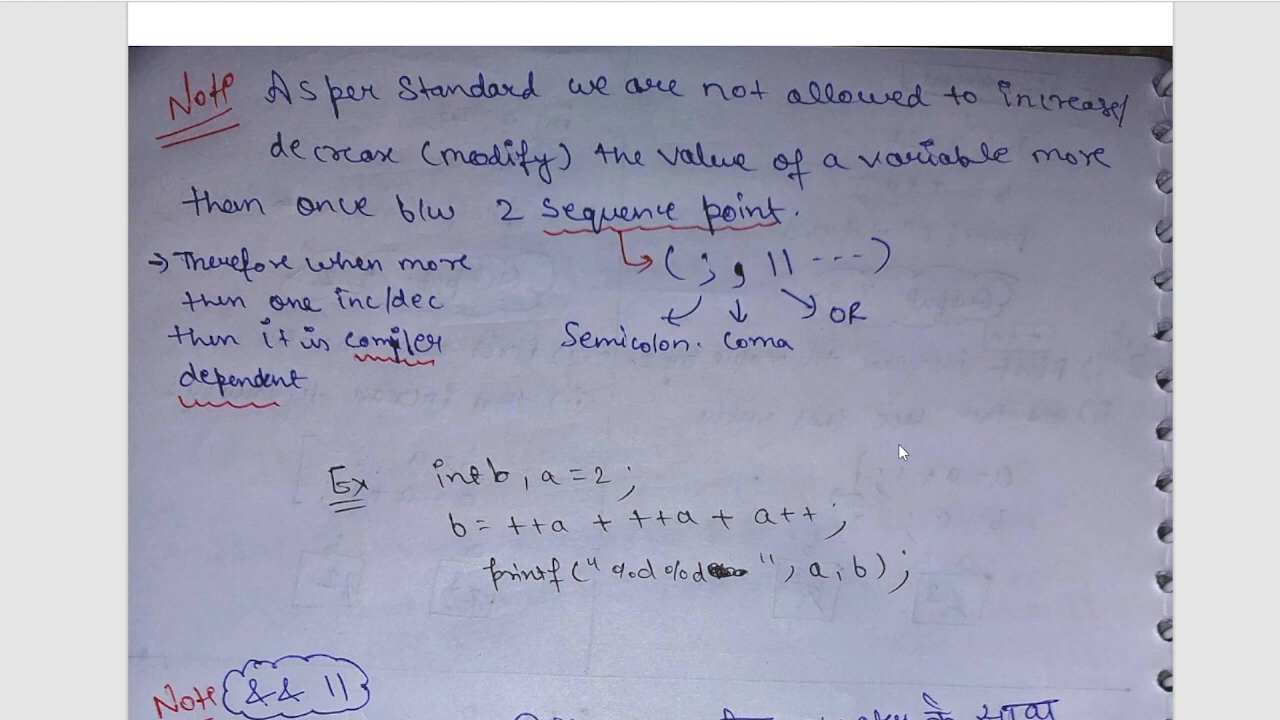 Note As per Standard we are not allowed to increase/
decrease (modify) the value of a variable more
than once b/w 2 sequence point.
→ Therefore when more
then one inc/dec
then it is compiler
dependent
( ; , || ---)
OR
Semicolon. Coma
Ex int b, a = 2 ;
b = ++a + ++a + a++ ;
printf (" %d %d ", a, b) ;
Note && ||